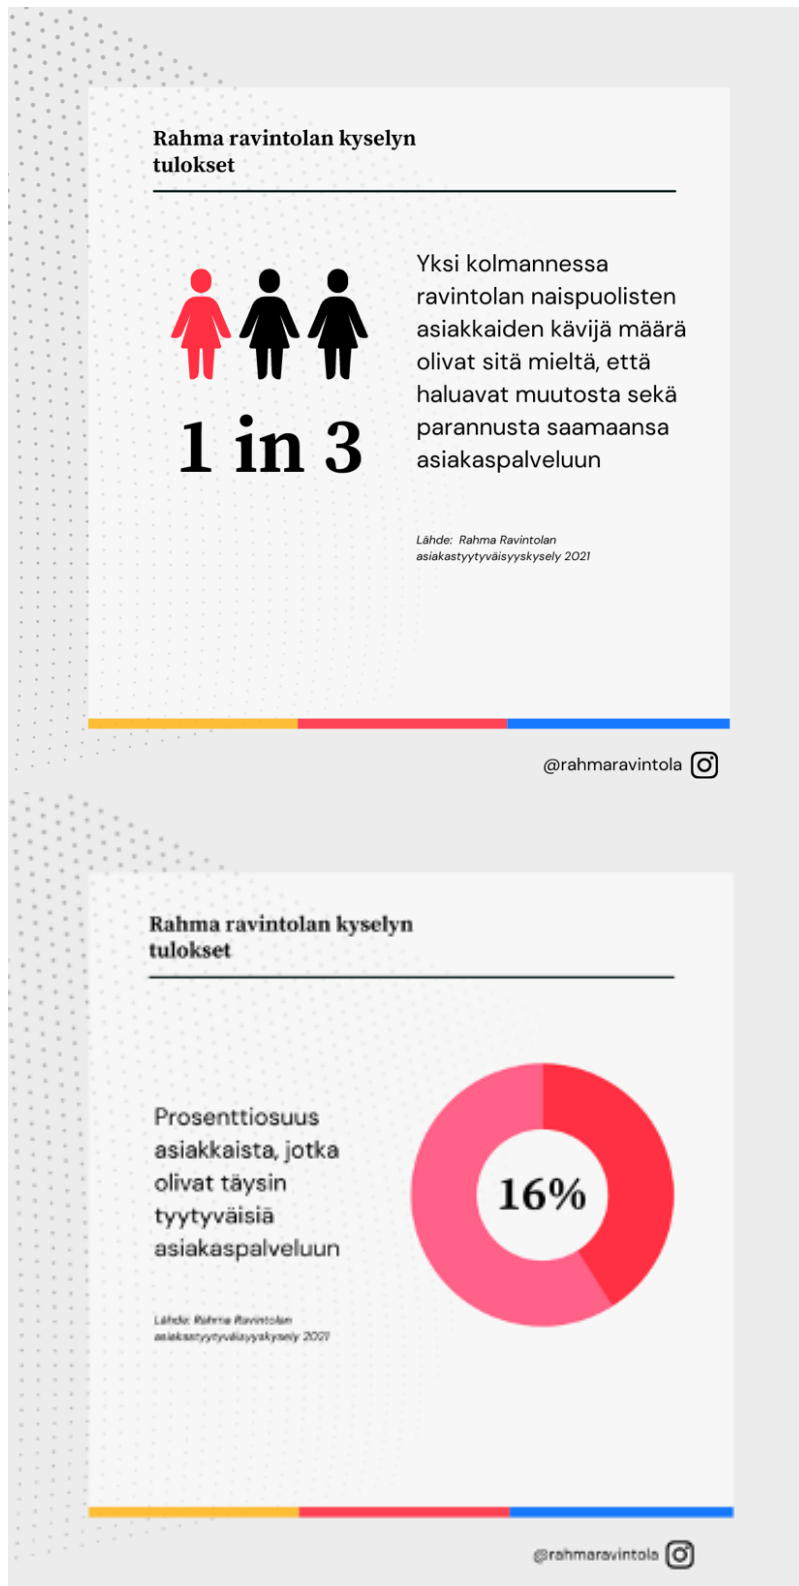 Rahma ravintolan kyselyn
tulokset
Yksi kolmannessa
ravintolan naispuolisten
asiakkaiden kävijä määrä
olivat sitä mieltä, että
haluavat muutosta sekä
parannusta saamaansa
asiakaspalveluun
1 in 3
Lähde:  Rahma Ravintolan
asiakastyytyväisyyskysely 2021
@rahmaravintola
Rahma ravintolan kyselyn
tulokset
Prosenttiosuus
asiakkaista, jotka
olivat täysin
tyytyväisiä
asiakaspalveluun
16%
Lähde: Rahma Ravintolan
asiakastyytyväisyyskysely 2021
@rahmaravintola